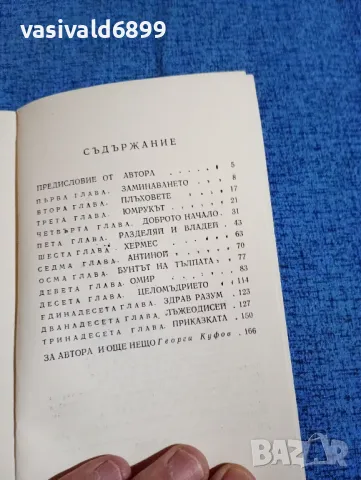 vasivald6899
СЪДЪРЖАНИЕ
ПРЕДИСЛОВИЕ ОТ АВТОРА . . . . . 5
ПЪРВА ГЛАВА. ЗАМИНАВАНЕТО . . 8
ВТОРА ГЛАВА. ПЛЪХОВЕТЕ . . . 17
ТРЕТА ГЛАВА. ЮМРУКЪТ . . . . 21
ЧЕТВЪРТА ГЛАВА. ДОБРОТО НАЧАЛО . 31
ПЕТА ГЛАВА. РАЗДЕЛЯЙ И ВЛАДЕЙ . 43
ШЕСТА ГЛАВА. ХЕРМЕС . . . . 63
СЕДМА ГЛАВА. АНТИНОЙ . . . . 70
ОСМА ГЛАВА. БУНТЪТ НА ТЪЛПАТА . 77
ДЕВЕТА ГЛАВА. ОМИР . . . . . 83
ДЕСЕТА ГЛАВА. ЦЕЛОМЪДРИЕТО . 114
ЕДИНАДЕСЕТА ГЛАВА. ЗДРАВ РАЗУМ . 123
ДВАНАДЕСЕТА ГЛАВА. ЛЪЖЕОДИСЕЙ . 127
ТРИНАДЕСЕТА ГЛАВА. ПРИКАЗКАТА . 150
ЗА АВТОРА И ОЩЕ НЕЩО Георги Куфов . 166
BAZAR